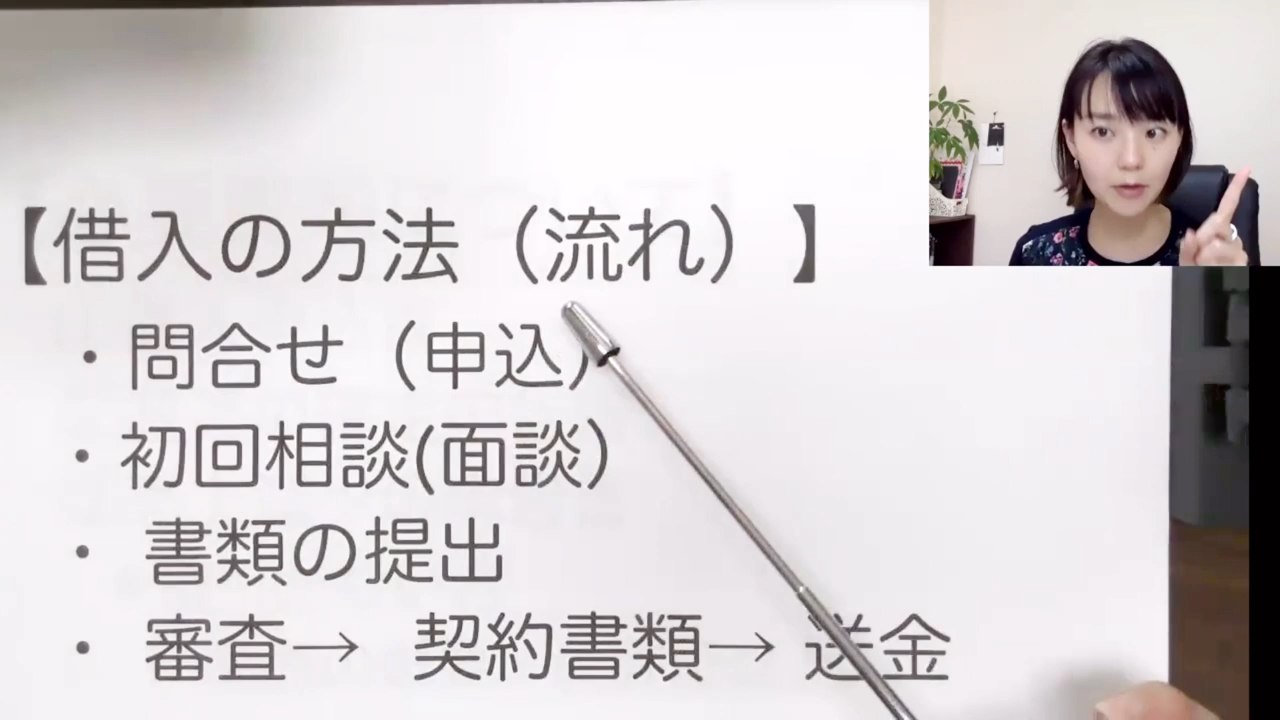 【借入の方法（流れ）】
・問合せ（申込）
・初回相談(面談）
・書類の提出
・審査→ 契約書類→ 送金